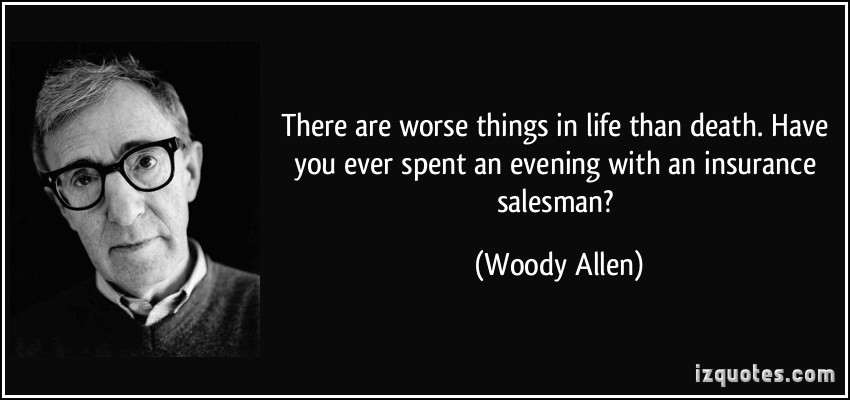 There are worse things in life than death. Have
you ever spent an evening with an insurance
salesman?
(Woody Allen)
izquotes.com